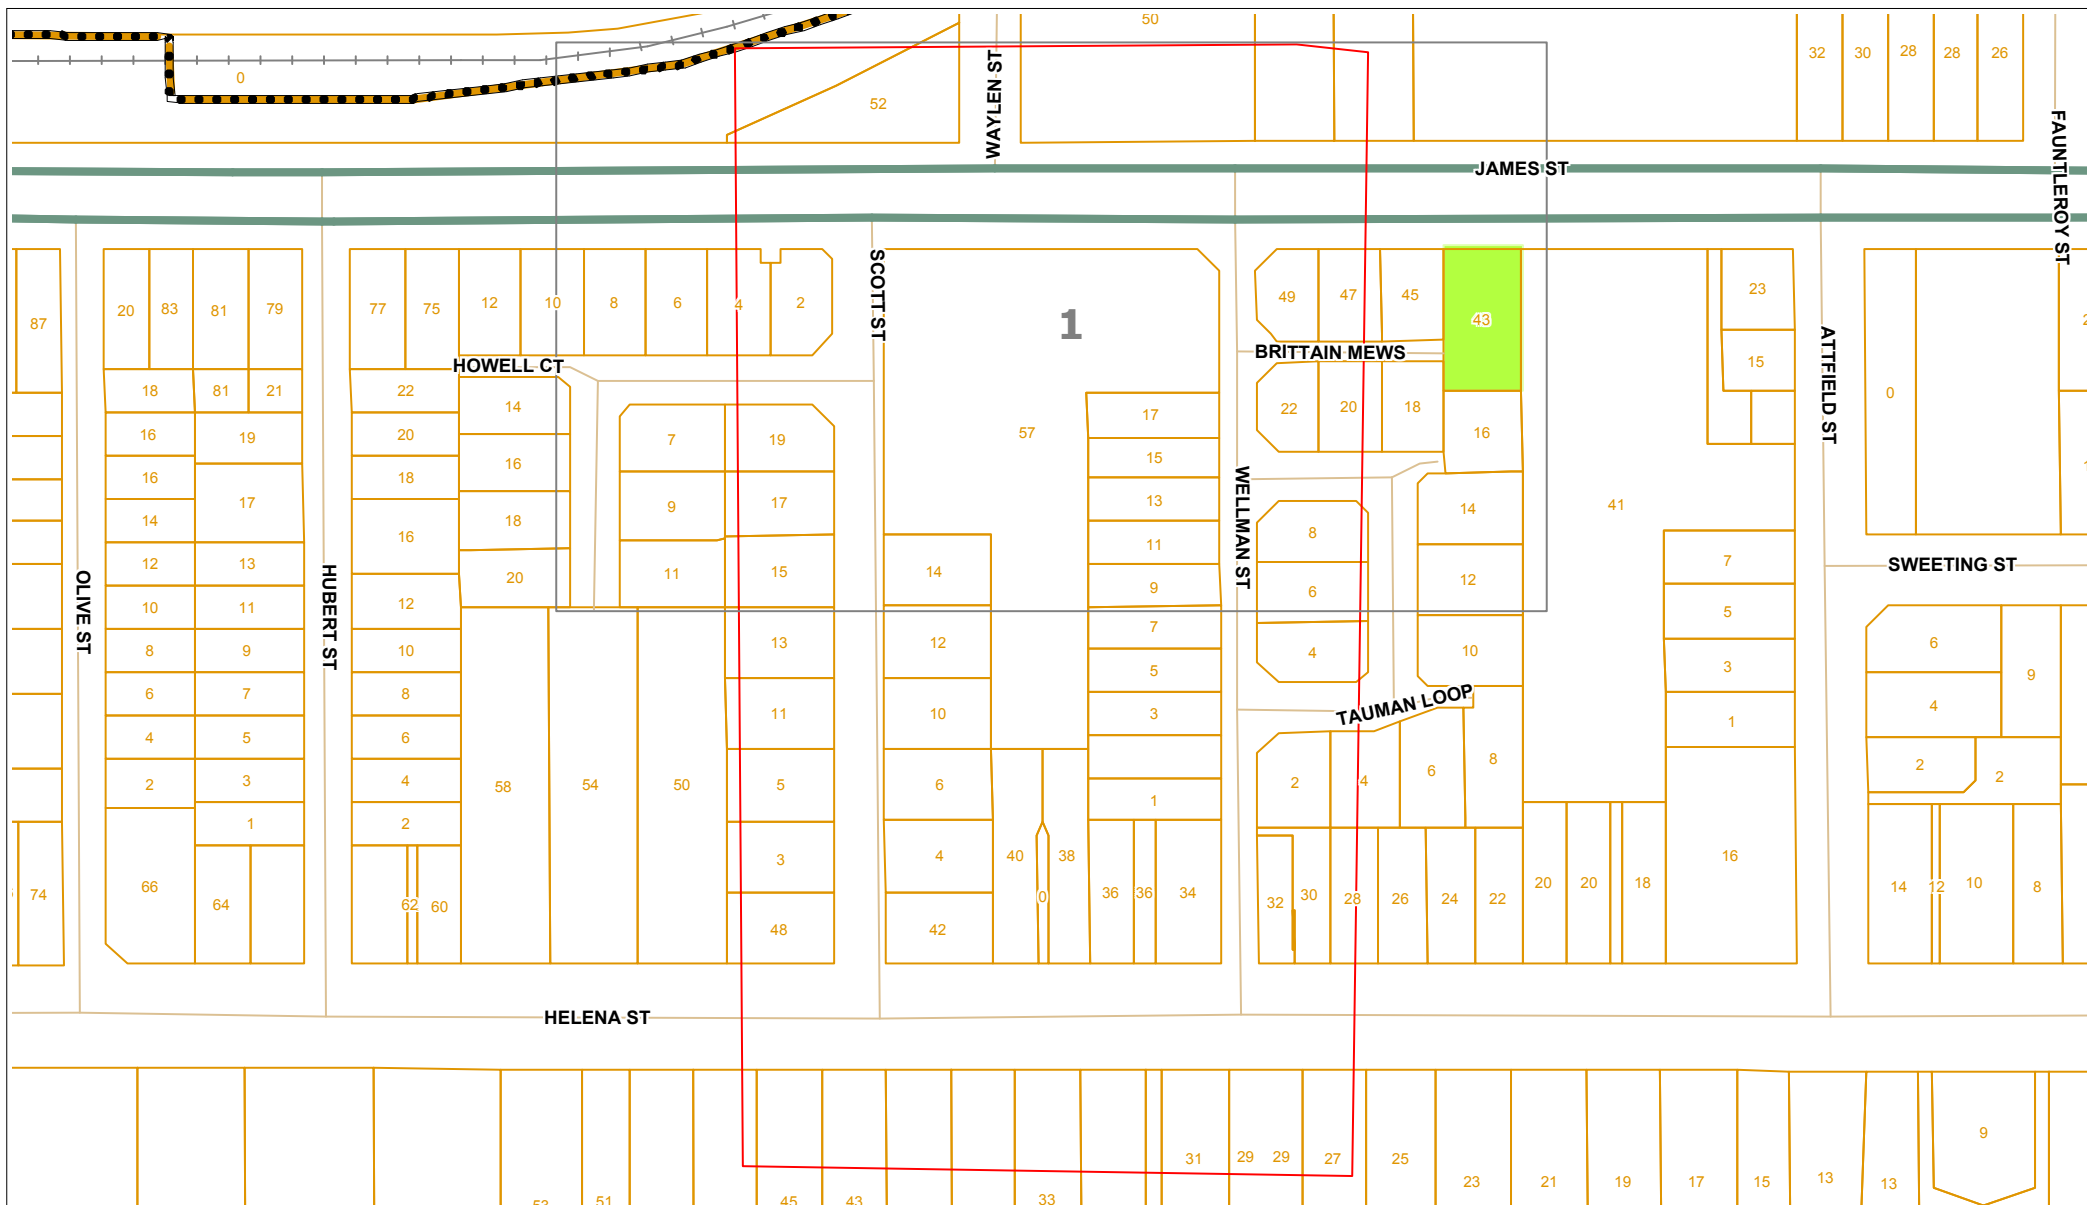 50
32 30 28 28 26
0
52
WAYLEN ST
FAUNTLEROY ST
JAMES ST
87
20 83 81 79
77 75 12 10 8 6 4 2
SCOTT ST
1
49 47 45 43
23
15
ATTFIELD ST
0
HOWELL CT
BRITTAIN MEWS
18 81 21
22
14
16 19
20
7 19
57
17
22 20 18
16
16
18
16
15
17
14
16
18
9 17
13
WELLMAN ST
8
14
41
OLIVE ST
HUBERT ST
12 13
12
20
11 15
14
11
9
6
12
7
SWEETING ST
10 11
5
8 9
10
13
12
7
5
4
10
3
6
9
6 7
8
11
10
3
TAUMAN LOOP
1
4
4 5
6
2 3
4
58 54 50
5
6
1
2 4 6 8
2 2
1
2
66
64
62 60
3
48
4
42
40 0 38
36 36 34
32 30 28 26 24 22
20 20 18
16
14 12 10 8
74
HELENA ST
53 51 45 43 33 31 29 29 27 25 23 21 19 17 15 13 13 9